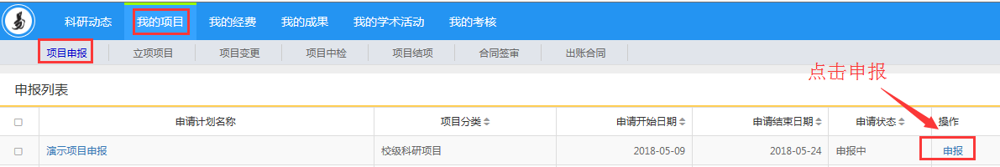 易 科研动态 我的项目 我的经费 我的成果 我的学术活动 我的考核
项目申报 立项项目 项目变更 项目中检 项目结项 合同签审 出账合同
点击申报
申报列表
申请计划名称 项目分类 申请开始日期 申请结束日期 申请状态 操作
演示项目申报 校级科研项目 2018-05-09 2018-05-24 申报中 申报